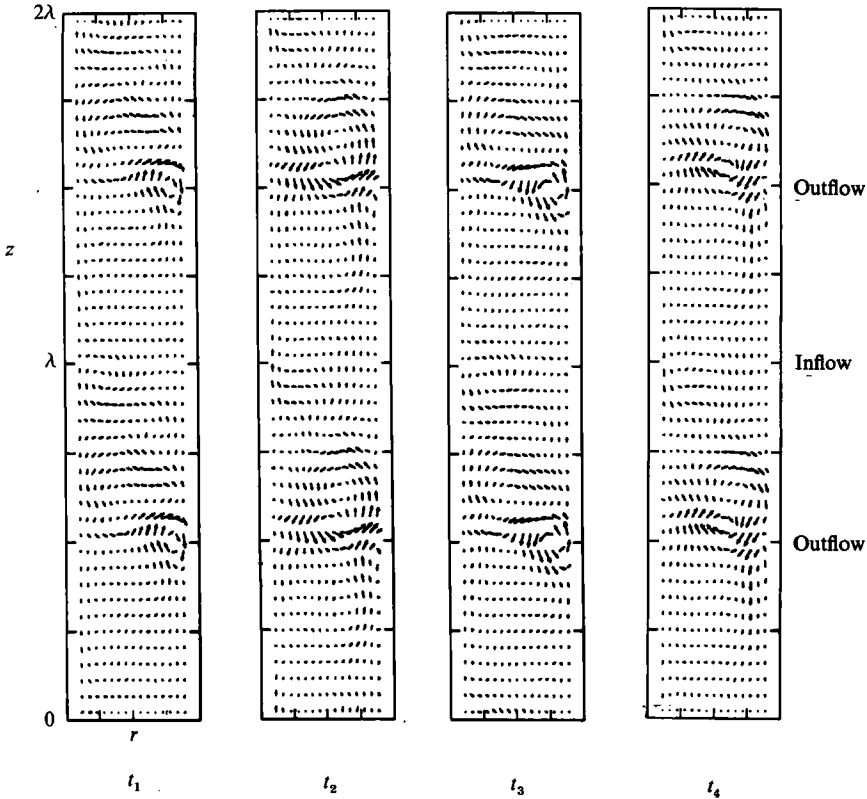 2λ
Outflow
z
λ
Inflow
Outflow
0
r
t₁
t₂
t₃
t₄